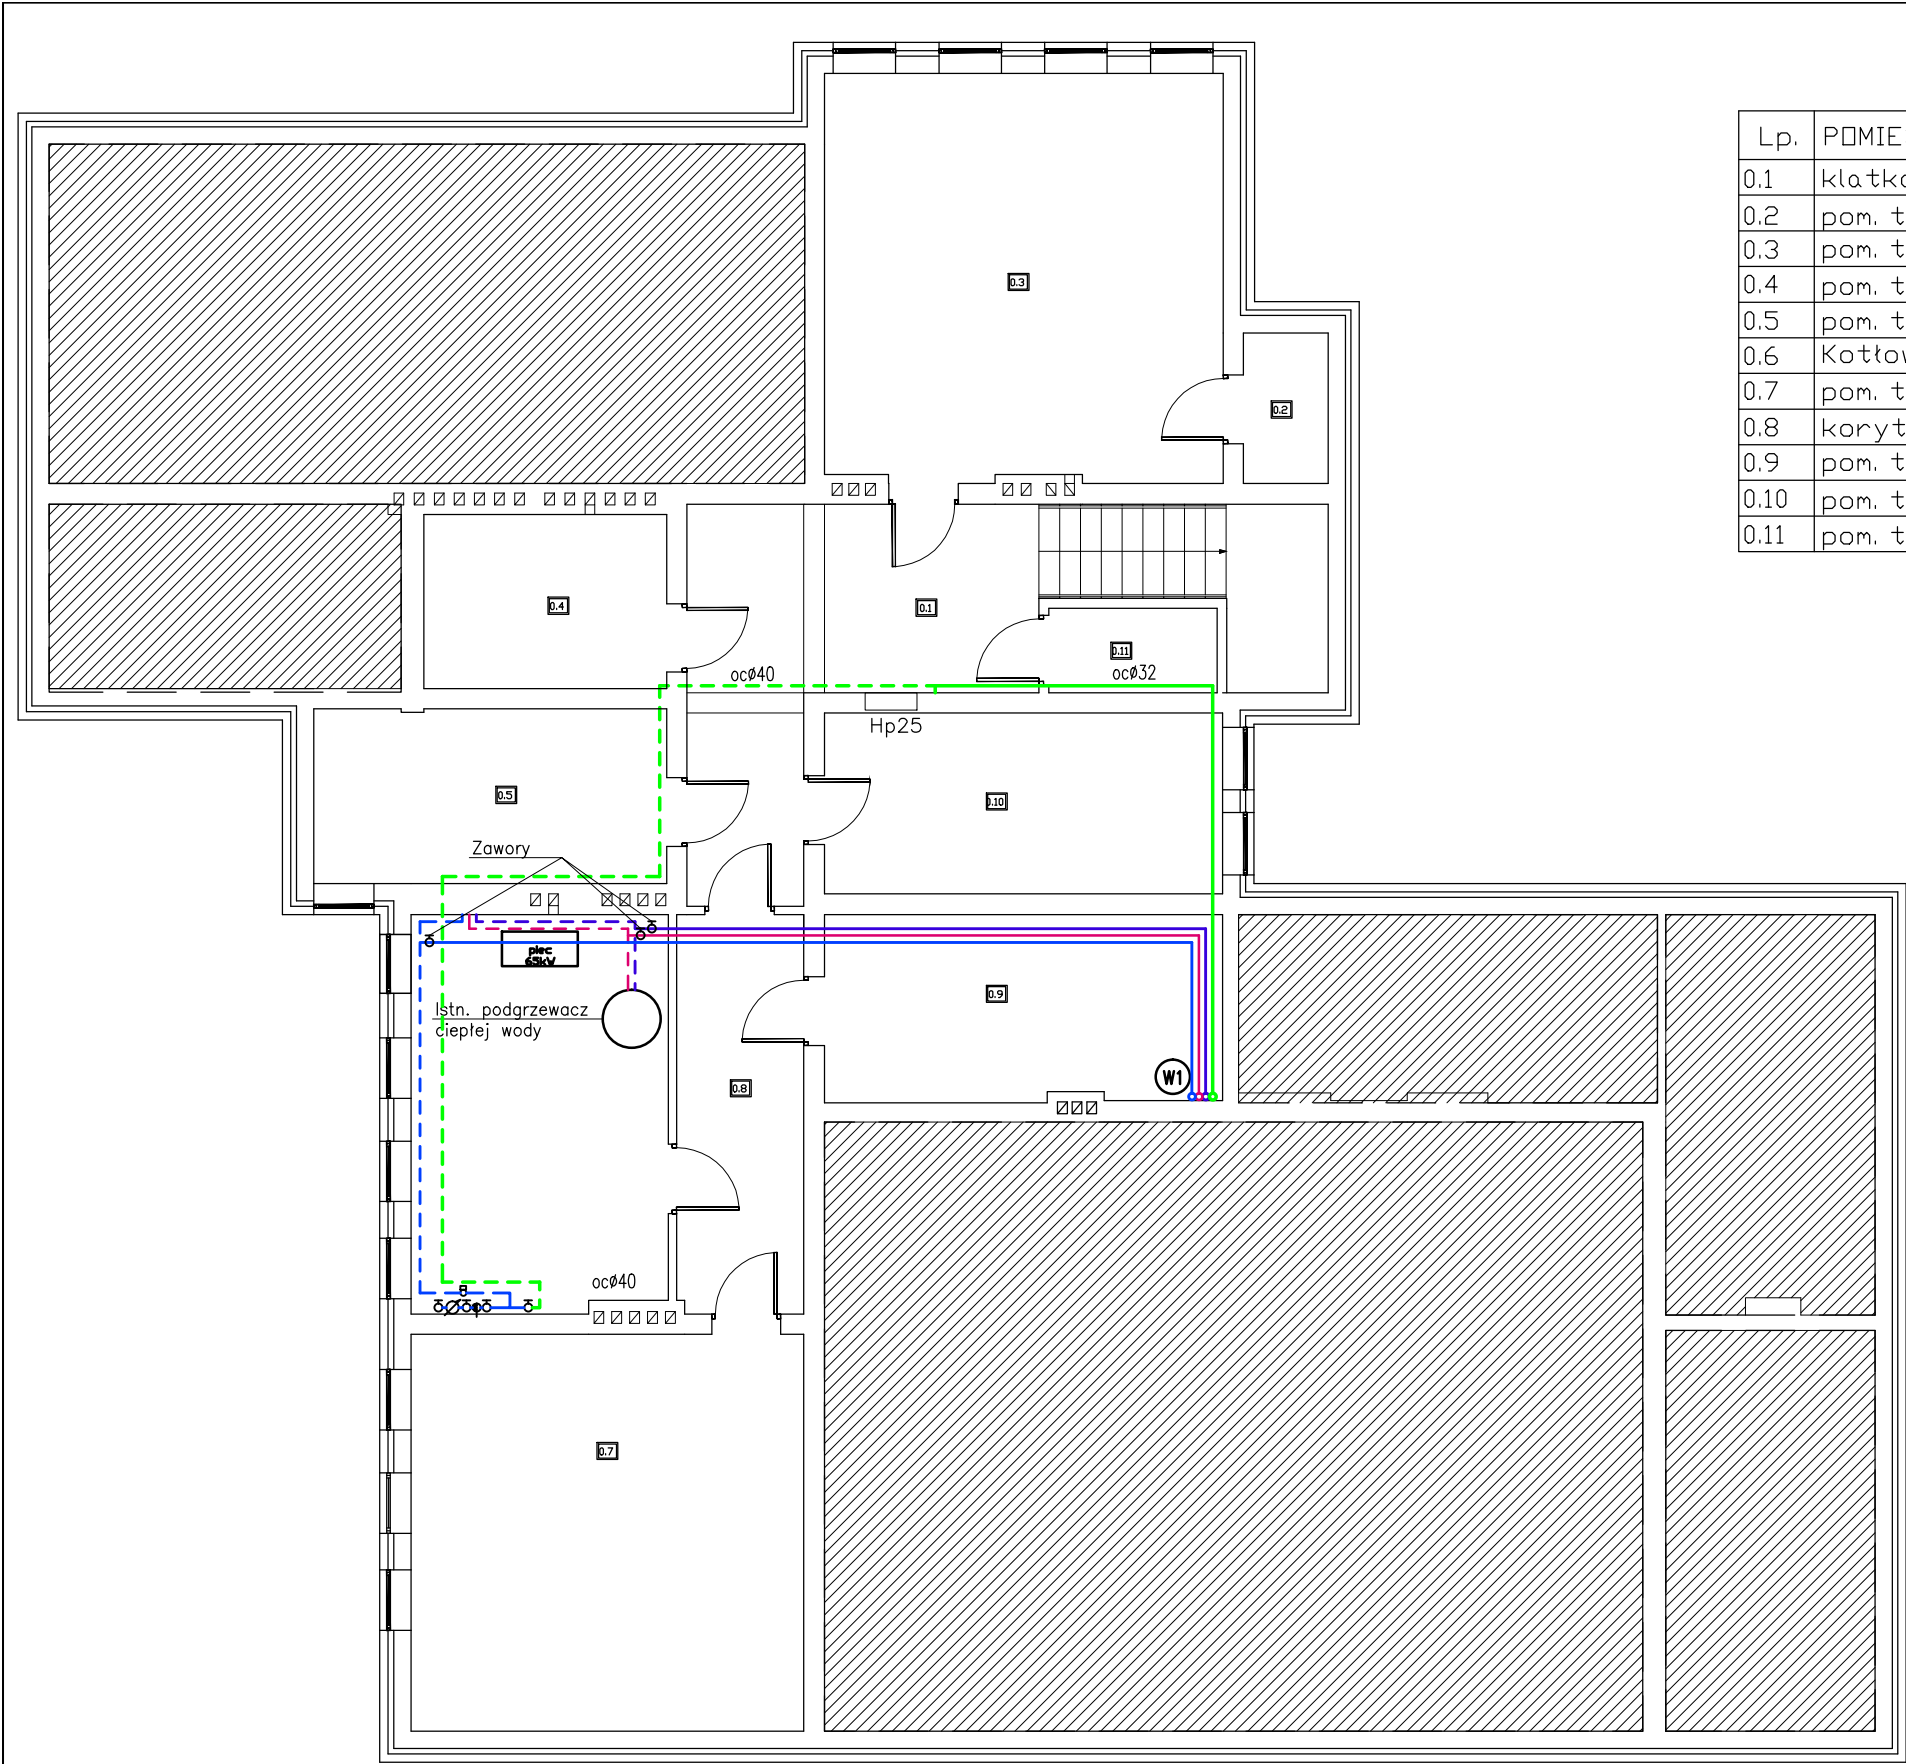 Lp. POMIE
0.1 klatka
0.2 pom. t
0.3 pom. t
0.4 pom. t
0.5 pom. t
0.6 Kotłow
0.7 pom. t
0.8 koryt
0.9 pom. t
0.10 pom. t
0.11 pom. t
0.3
0.2
0.4
0.1
0.11
ocø40
ocø32
Hp25
0.5
0.10
Zawory
piec
65kW
0.9
Istn. podgrzewacz
ciepłej wody
W1
0.8
ocø40
0.7